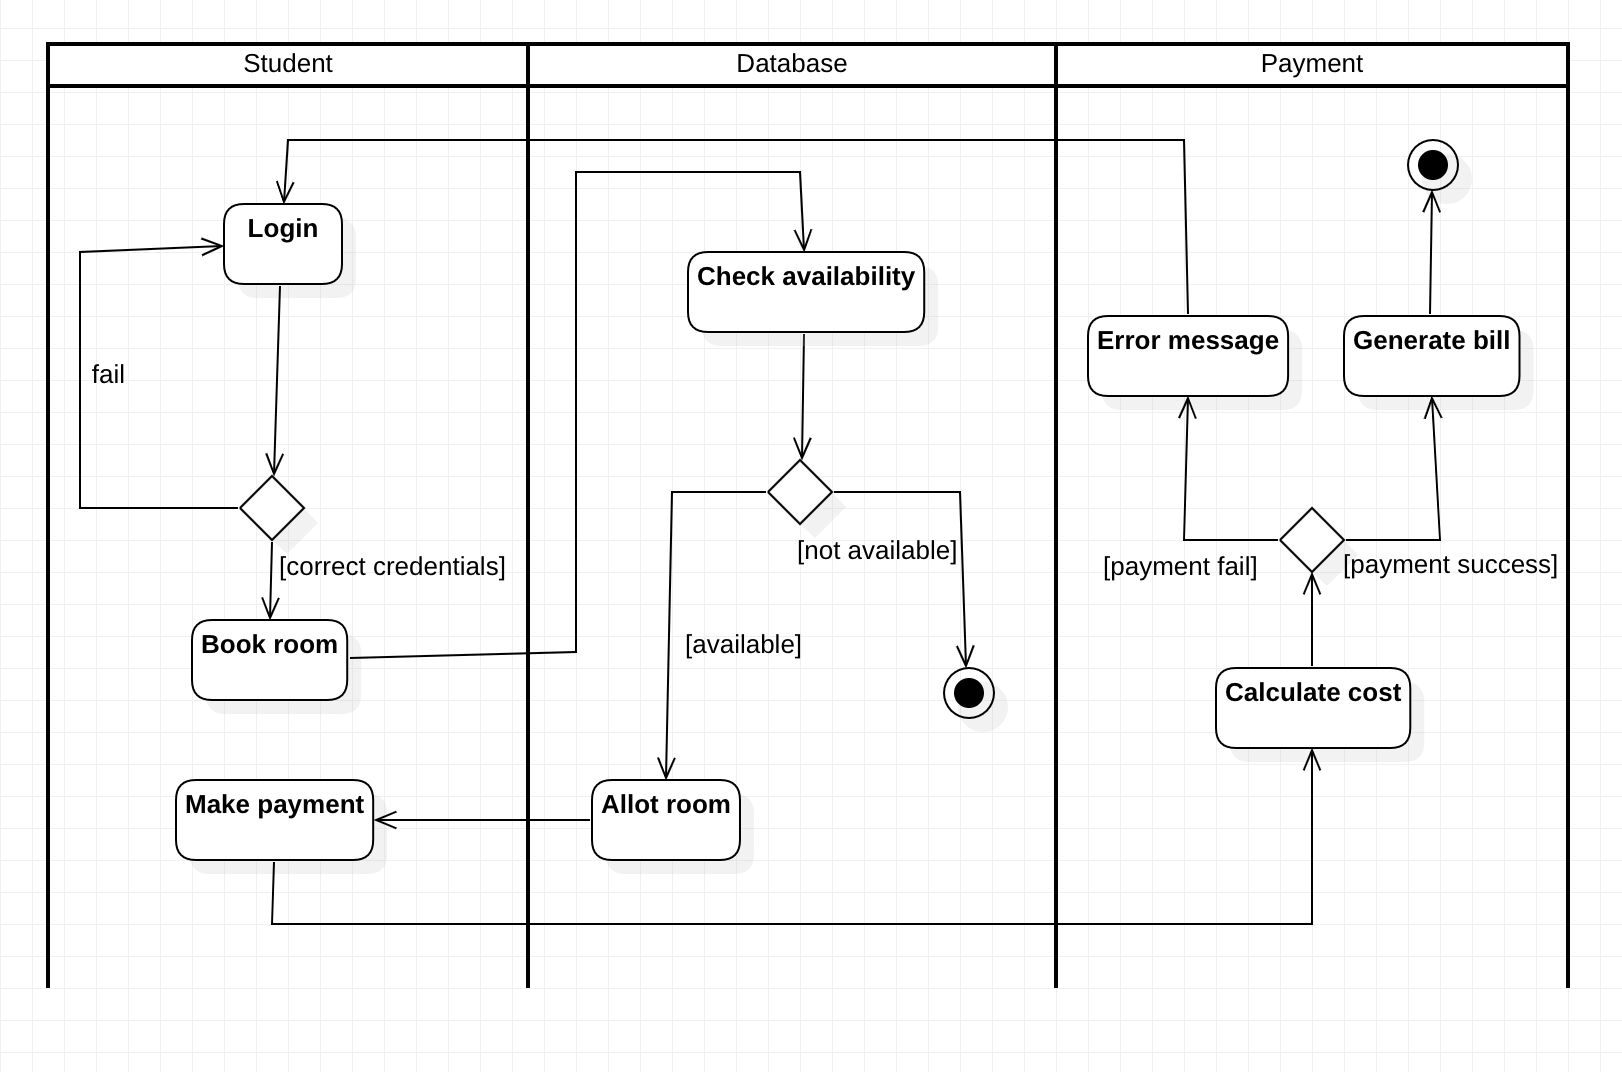 Student
Database
Payment
Login
Check availability
Error message
Generate bill
fail
[correct credentials]
[not available]
[payment fail]
[payment success]
Book room
[available]
Calculate cost
Make payment
Allot room